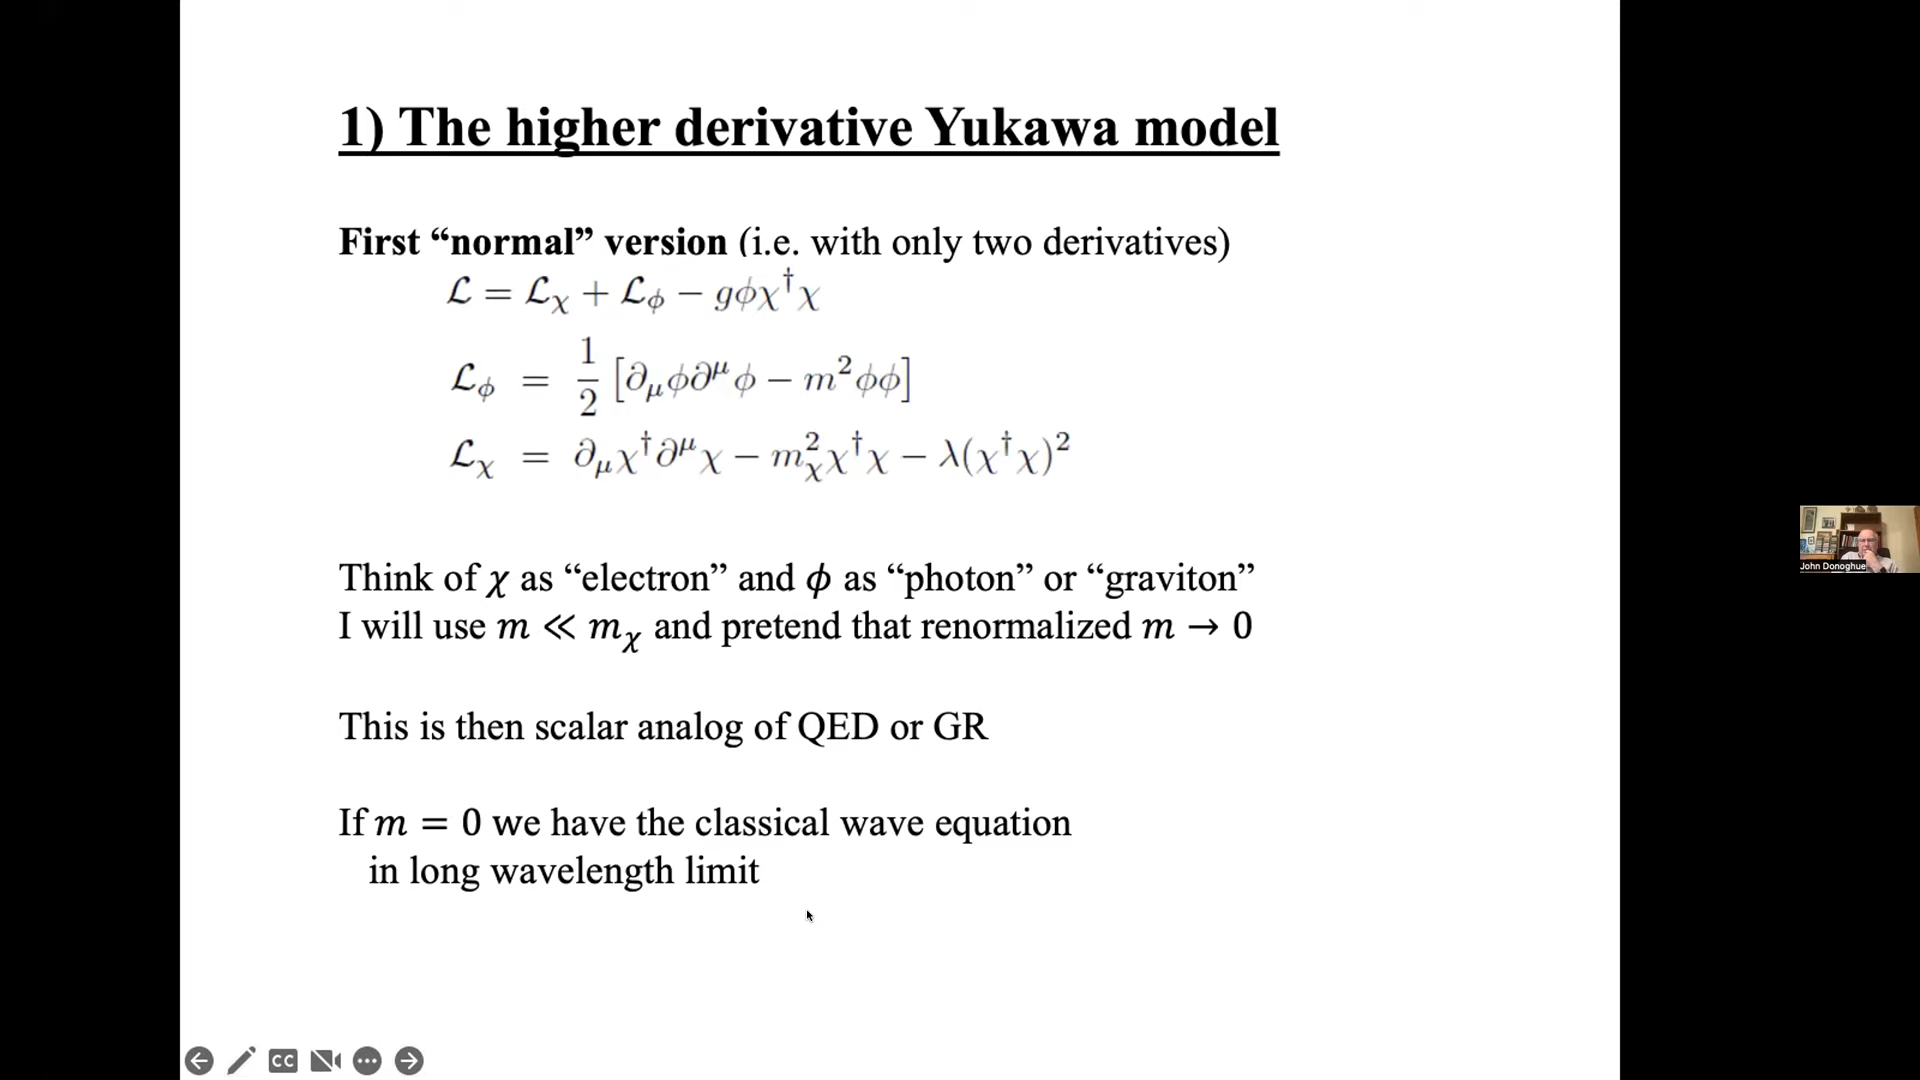 1) The higher derivative Yukawa model
First “normal” version (i.e. with only two derivatives)
ℒ = ℒ_χ + ℒ_ϕ − gϕχ†χ
ℒ_ϕ = 1/2 [∂_μϕ∂^μϕ − m²ϕϕ]
ℒ_χ = ∂_μχ†∂^μχ − m_χ²χ†χ − λ(χ†χ)²
Think of χ as “electron” and ϕ as “photon” or “graviton”
I will use m ≪ m_χ and pretend that renormalized m → 0
This is then scalar analog of QED or GR
If m = 0 we have the classical wave equation
in long wavelength limit
John Donoghue
CC